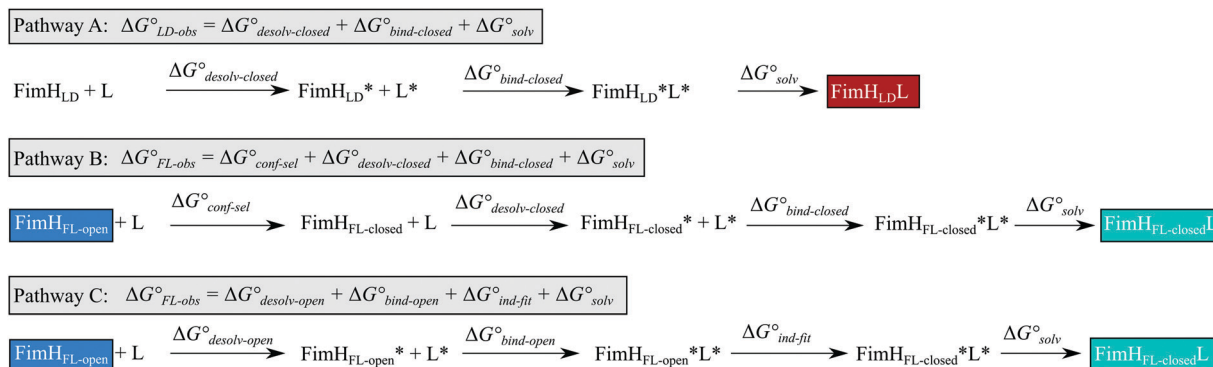 Pathway A: ΔG°LD-obs = ΔG°desolv-closed + ΔG°bind-closed + ΔG°solv
ΔG°desolv-closed ΔG°bind-closed ΔG°solv
FimHLD + L FimHLD* + L* FimHLD*L* FimHLDL
Pathway B: ΔG°FL-obs = ΔG°conf-sel + ΔG°desolv-closed + ΔG°bind-closed + ΔG°solv
ΔG°conf-sel ΔG°desolv-closed ΔG°bind-closed ΔG°solv
FimHFL-open + L FimHFL-closed + L FimHFL-closed* + L* FimHFL-closed*L* FimHFL-closedL
Pathway C: ΔG°FL-obs = ΔG°desolv-open + ΔG°bind-open + ΔG°ind-fit + ΔG°solv
ΔG°desolv-open ΔG°bind-open ΔG°ind-fit ΔG°solv
FimHFL-open + L FimHFL-open* + L* FimHFL-open*L* FimHFL-closed*L* FimHFL-closedL